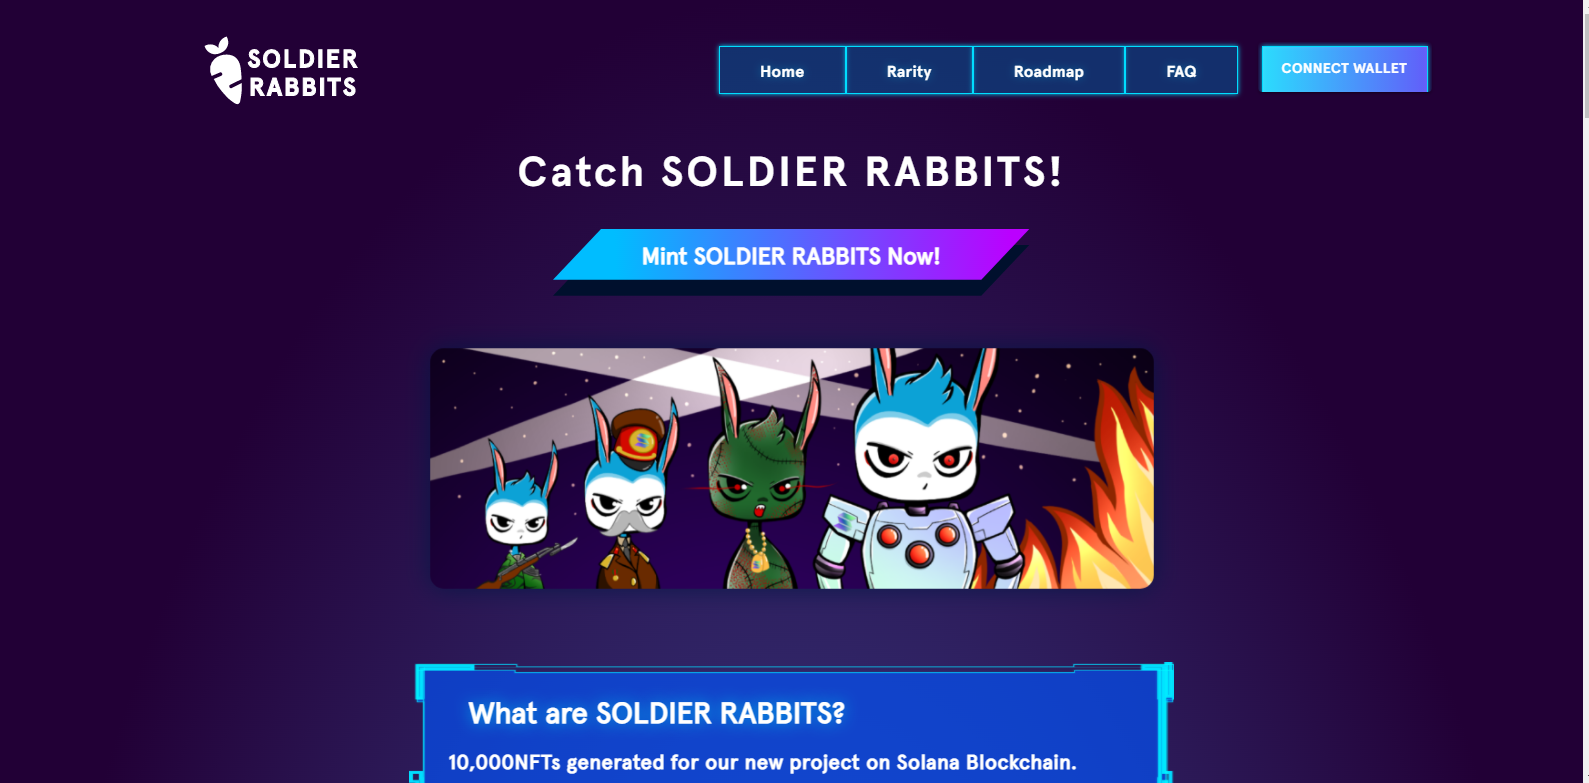 SOLDIER
RABBITS
Home
Rarity
Roadmap
FAQ
CONNECT WALLET
Catch SOLDIER RABBITS!
Mint SOLDIER RABBITS Now!
What are SOLDIER RABBITS?
10,000NFTs generated for our new project on Solana Blockchain.